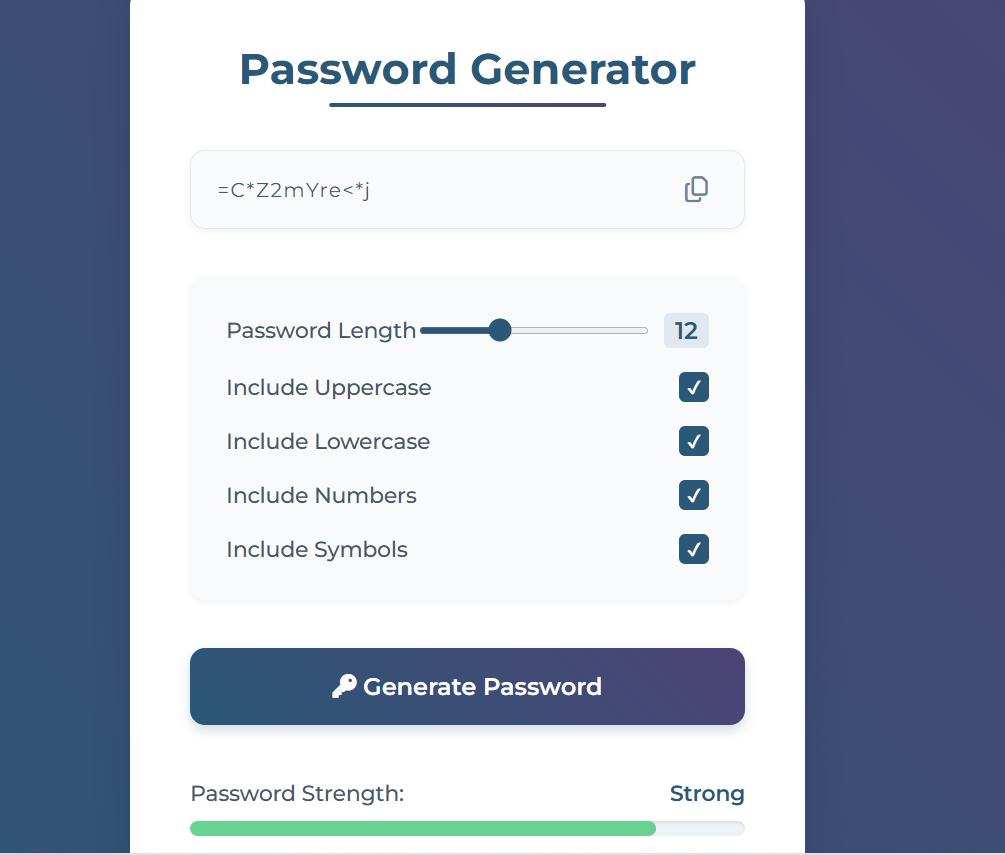 Password Generator
=C*Z2mYre<*j
Password Length 12
Include Uppercase
Include Lowercase
Include Numbers
Include Symbols
Generate Password
Password Strength: Strong